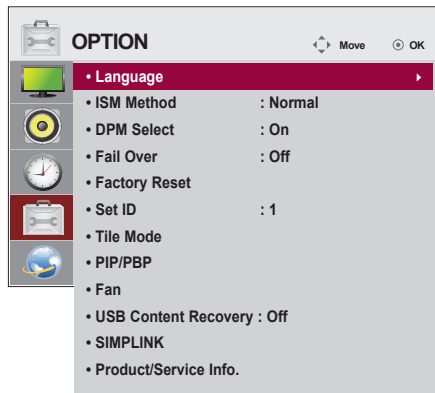 OPTION Move OK
• Language
• ISM Method : Normal
• DPM Select : On
• Fail Over : Off
• Factory Reset
• Set ID : 1
• Tile Mode
• PIP/PBP
• Fan
• USB Content Recovery : Off
• SIMPLINK
• Product/Service Info.